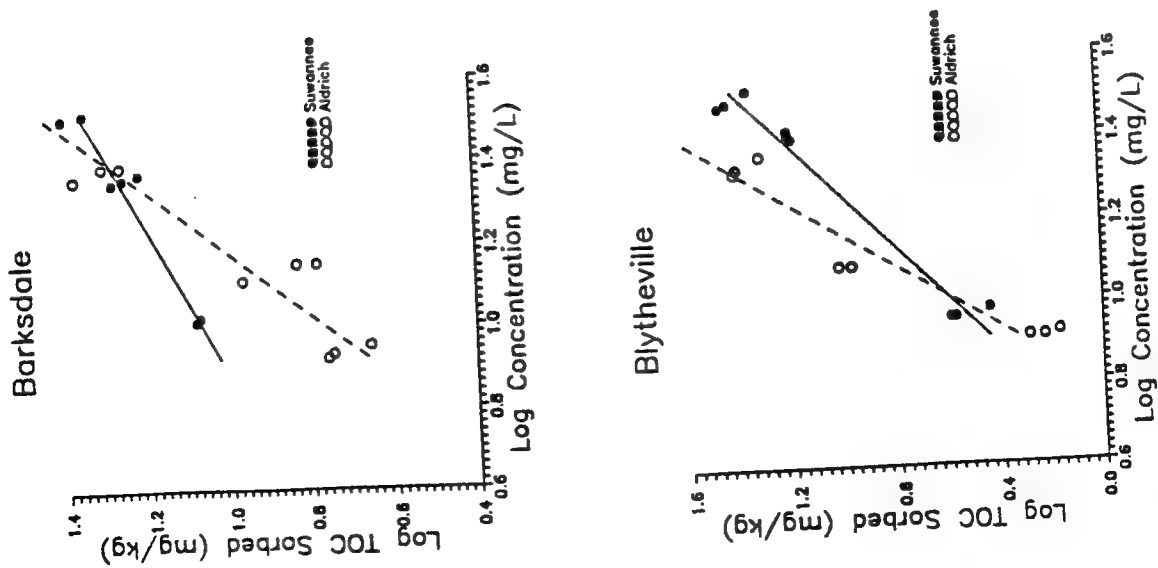 Barksdale
1.4
1.2
1.0
0.8
0.6
0.4
Log TOC Sorbed (mg/kg)
0.6
0.8
1.0
1.2
1.4
1.6
Log Concentration (mg/L)
Suwannee
Aldrich
Blytheville
1.6
1.2
0.8
0.4
0.0
Log TOC Sorbed (mg/kg)
0.6
0.8
1.0
1.2
1.4
1.6
Log Concentration (mg/L)
Suwannee
Aldrich